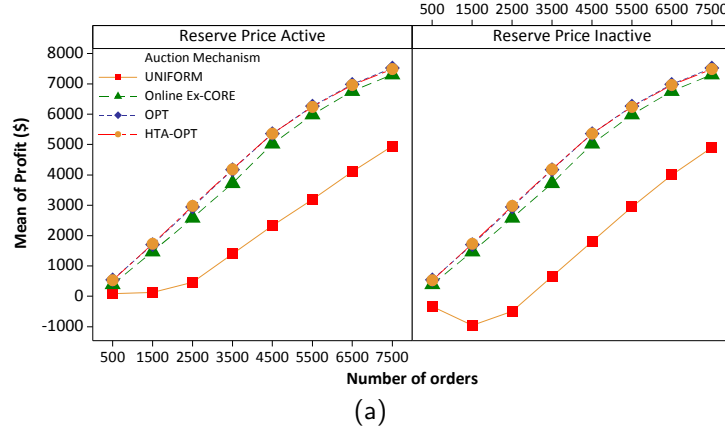 500 1500 2500 3500 4500 5500 6500 7500
Reserve Price Active
Reserve Price Inactive
8000
7000
6000
5000
4000
3000
2000
1000
0
-1000
Mean of Profit ($)
Auction Mechanism
UNIFORM
Online Ex-CORE
OPT
HTA-OPT
500 1500 2500 3500 4500 5500 6500 7500
Number of orders
(a)